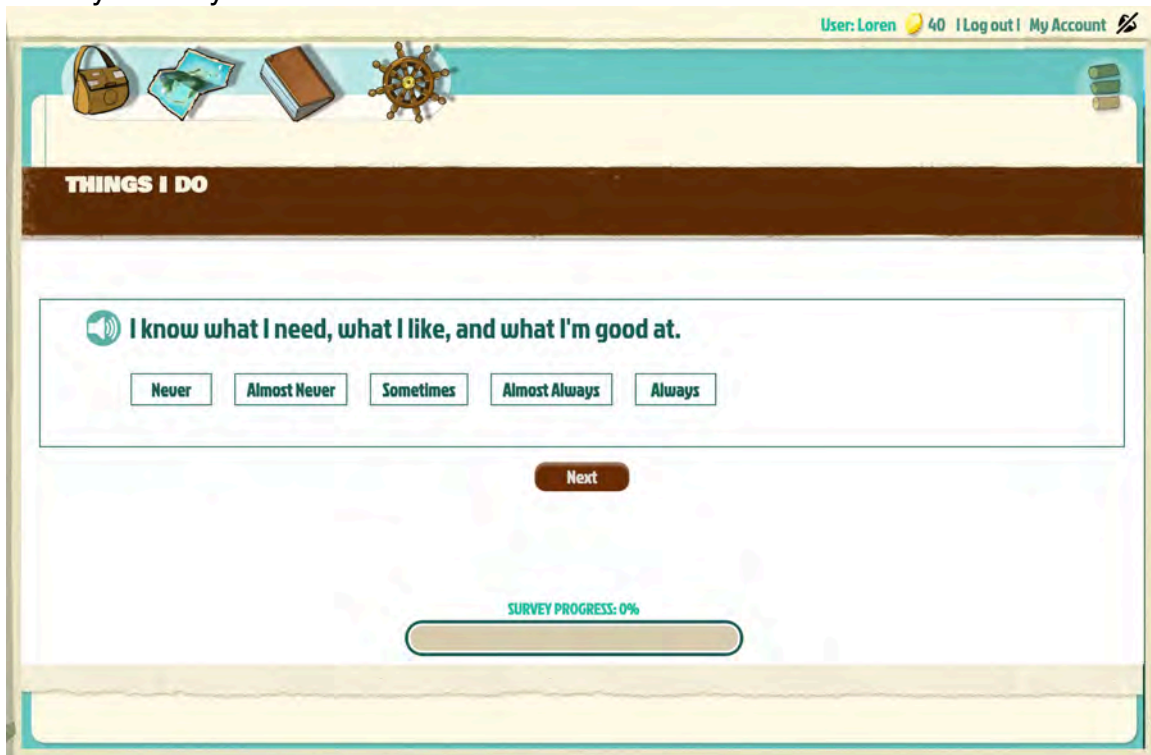 User: Loren 40 | Log out | My Account
THINGS I DO
I know what I need, what I like, and what I'm good at.
Never Almost Never Sometimes Almost Always Always
Next
SURVEY PROGRESS: 0%